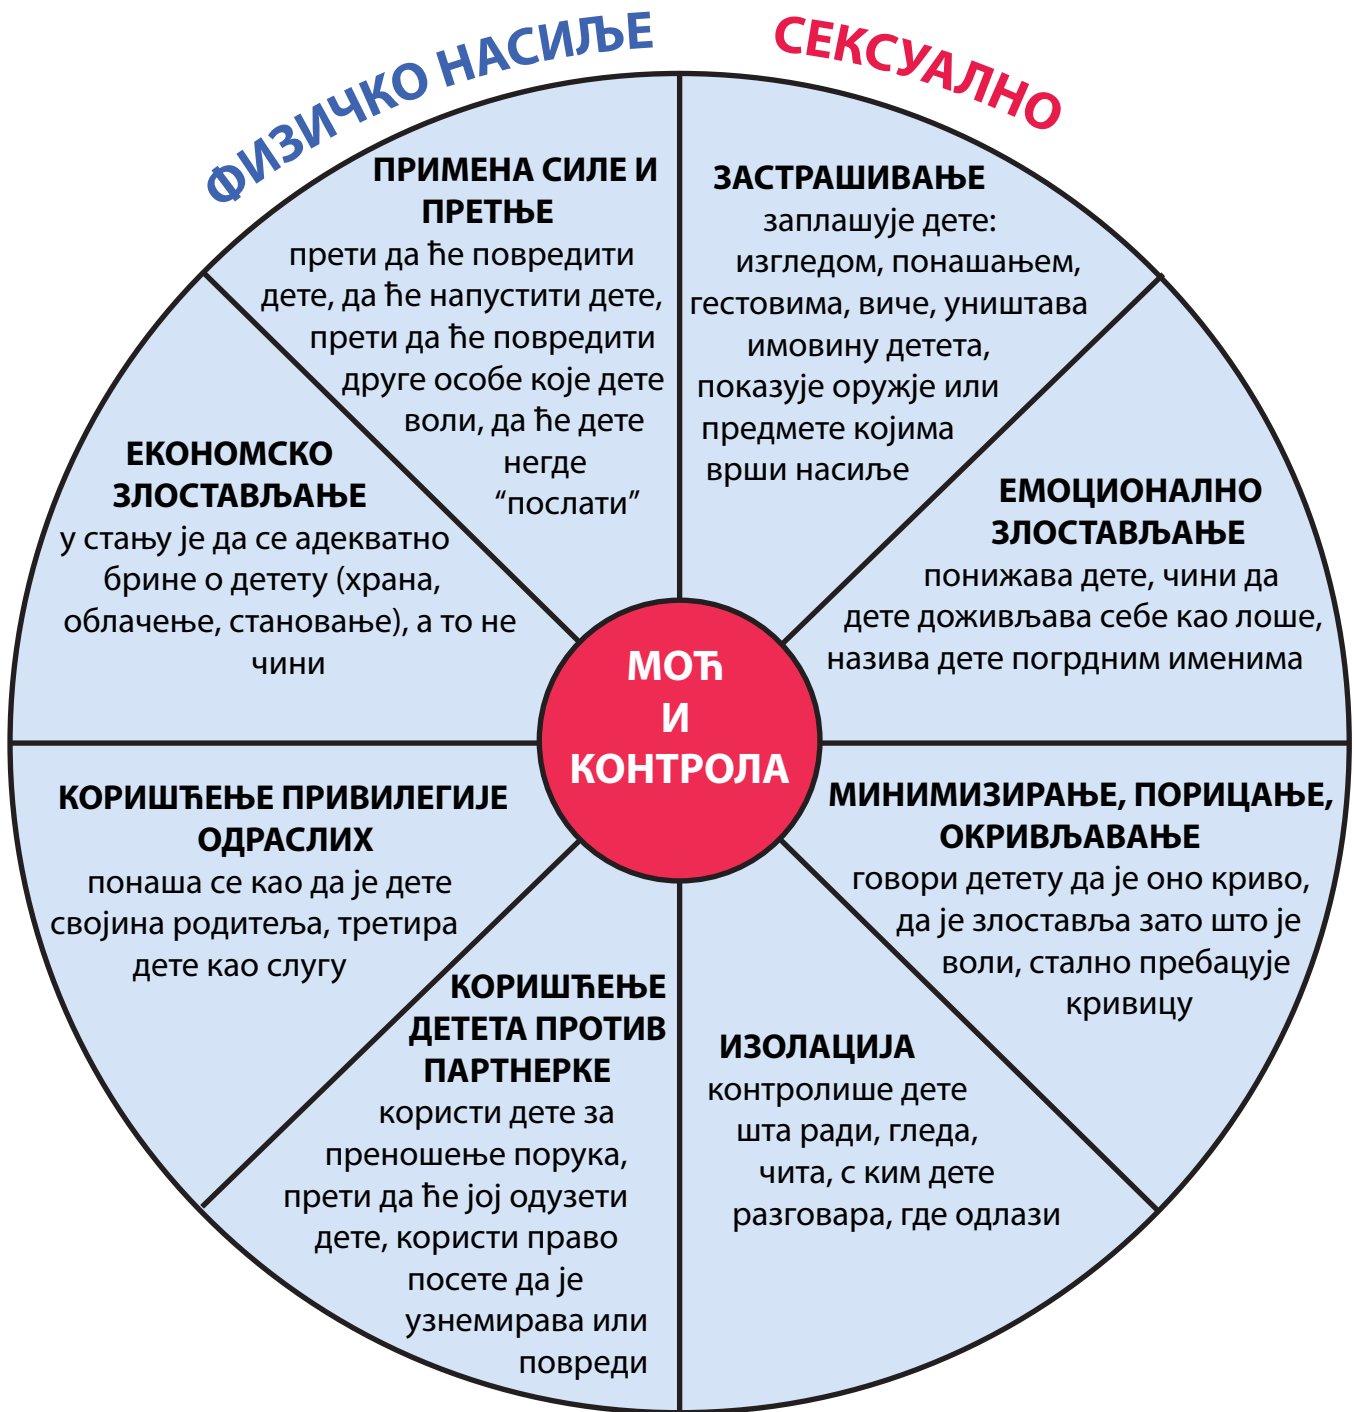 ФИЗИЧКО НАСИЉЕ
СЕКСУАЛНО
ПРИМЕНА СИЛЕ И
ПРЕТЊЕ
прети да ће повредити
дете, да ће напустити дете,
прети да ће повредити
друге особе које дете
воли, да ће дете
негде
“послати”
ЗАСТРАШИВАЊЕ
заплашује дете:
изгледом, понашањем,
гестовима, виче, уништава
имовину детета,
показује оружје или
предмете којима
врши насиље
ЕМОЦИОНАЛНО
ЗЛОСТАВЉАЊЕ
понижава дете, чини да
дете доживљава себе као лоше,
назива дете погрдним именима
МИНИМИЗИРАЊЕ, ПОРИЦАЊЕ,
ОКРИВЉАВАЊЕ
говори детету да је оно криво,
да је злоставља зато што је
воли, стално пребацује
кривицу
ИЗОЛАЦИЈА
контролише дете
шта ради, гледа,
чита, с ким дете
разговара, где одлази
КОРИШЋЕЊЕ
ДЕТЕТА ПРОТИВ
ПАРТНЕРКЕ
користи дете за
преношење порука,
прети да ће јој одузети
дете, користи право
посете да је
узнемирава или
повреди
КОРИШЋЕЊЕ ПРИВИЛЕГИЈЕ
ОДРАСЛИХ
понаша се као да је дете
својина родитеља, третира
дете као слугу
ЕКОНОМСКО
ЗЛОСТАВЉАЊЕ
у стању је да се адекватно
брине о детету (храна,
облачење, становање), а то не
чини
МОЋ
И
КОНТРОЛА